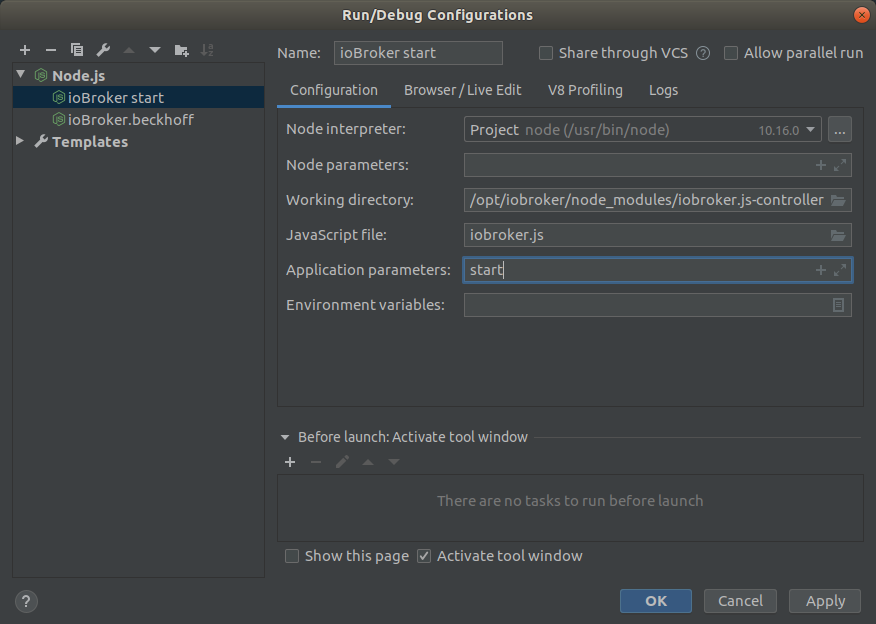 Run/Debug Configurations
Name: ioBroker start Share through VCS ? Allow parallel run
Node.js
ioBroker start
ioBroker.beckhoff
Templates
Configuration Browser / Live Edit V8 Profiling Logs
Node interpreter: Project node (/usr/bin/node) 10.16.0 ...
Node parameters:
Working directory: /opt/iobroker/node_modules/iobroker.js-controller
JavaScript file: iobroker.js
Application parameters: start
Environment variables:
Before launch: Activate tool window
There are no tasks to run before launch
Show this page Activate tool window
? OK Cancel Apply